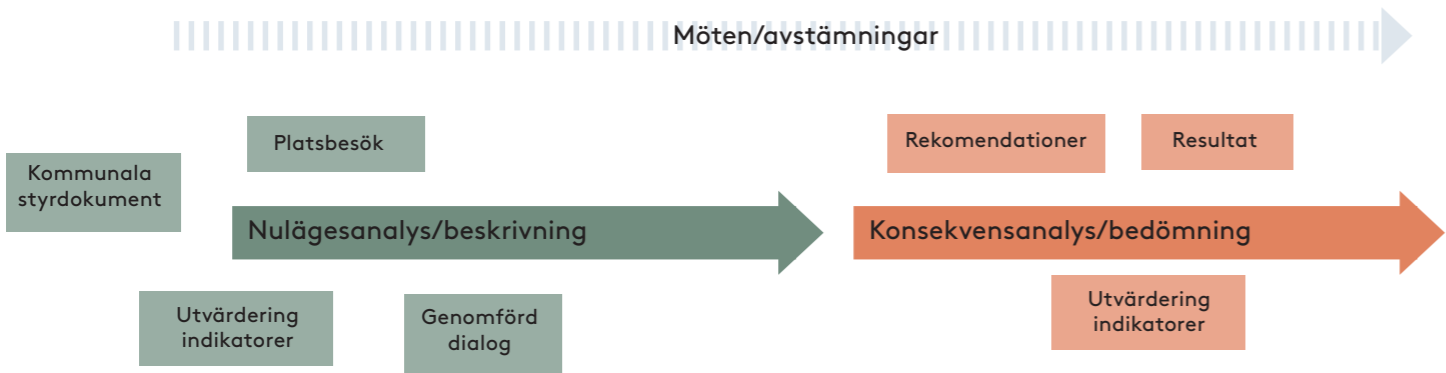 Möten/avstämningar
Platsbesök
Kommunala
styrdokument
Nulägesanalys/beskrivning
Utvärdering
indikatorer
Genomförd
dialog
Rekomendationer
Resultat
Konsekvensanalys/bedömning
Utvärdering
indikatorer